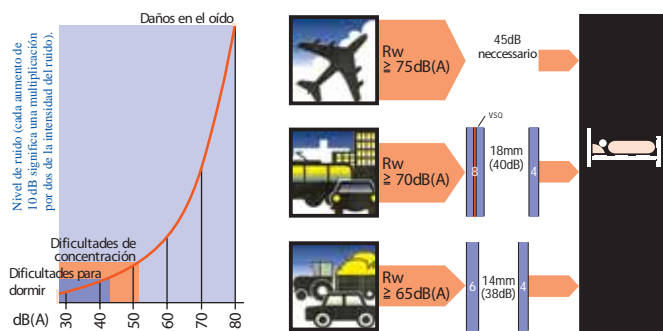 Daños en el oído
Nivel de ruido (cada aumento de
10 dB significa una multiplicación
por dos de la intensidad del ruido).
Dificultades de
concentración
Dificultades para
dormir
dB(A)
30
40
50
60
70
80
Rw
≧ 75dB(A)
45dB
neccessario
Rw
≧ 70dB(A)
VSQ
8
18mm
(40dB)
4
Rw
≧ 65dB(A)
6
14mm
(38dB)
4